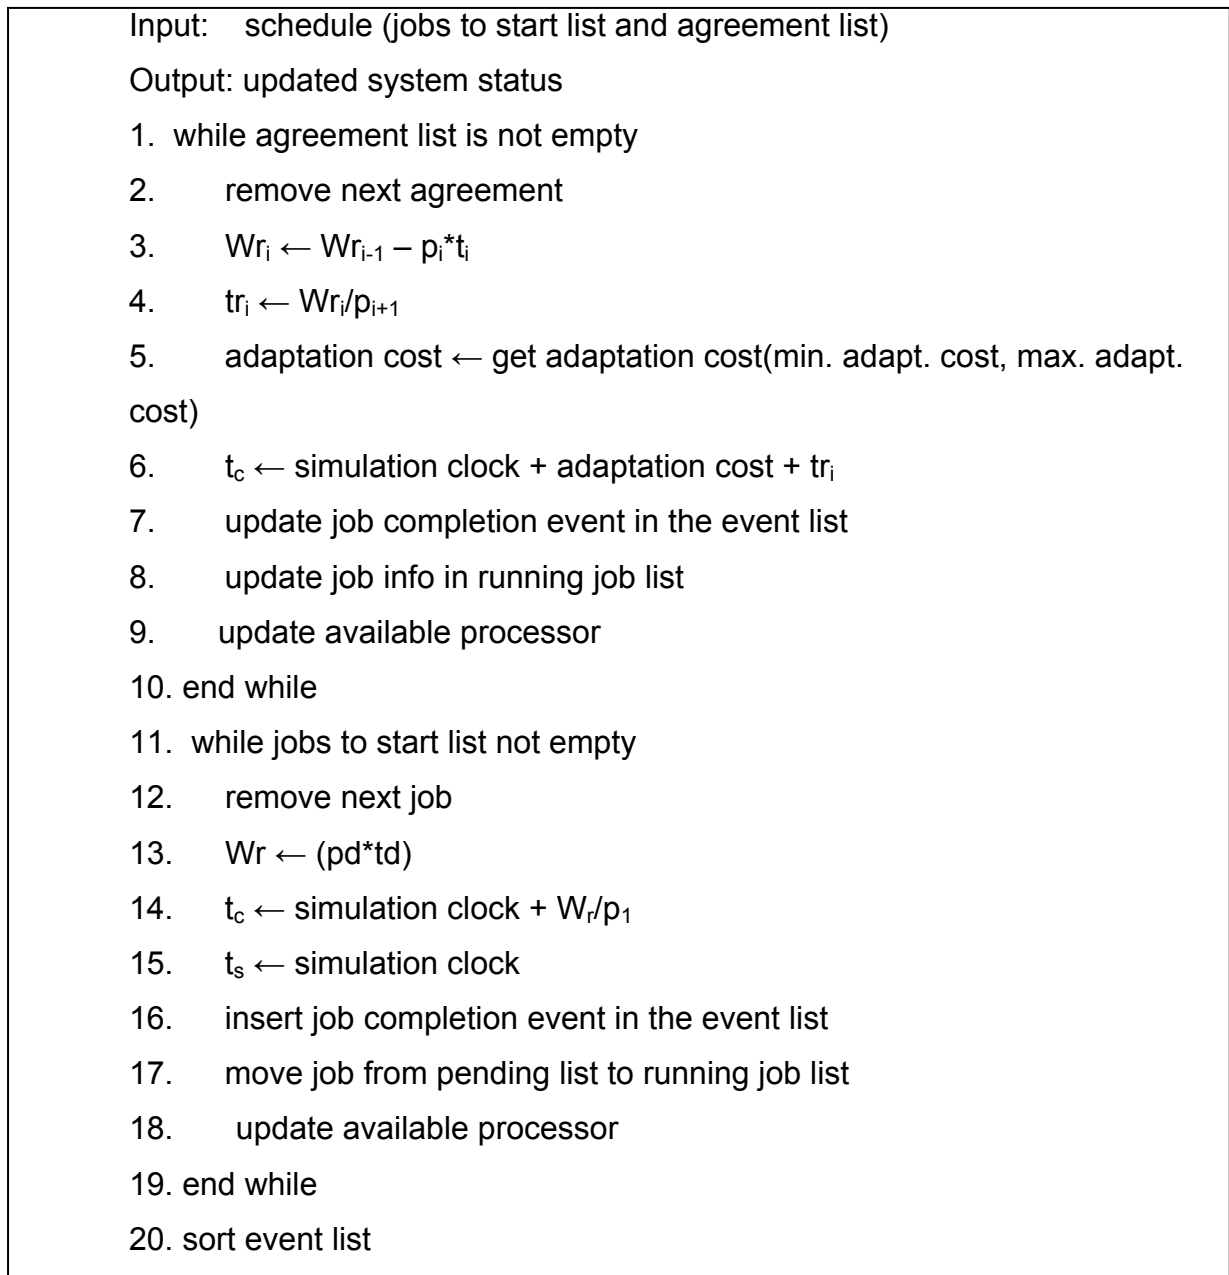 Input:    schedule (jobs to start list and agreement list)
Output: updated system status
1.  while agreement list is not empty
2.      remove next agreement
3.      Wrᵢ ← Wrᵢ₋₁ – pᵢ*tᵢ
4.      trᵢ ← Wrᵢ/pᵢ₊₁
5.      adaptation cost ← get adaptation cost(min. adapt. cost, max. adapt.
cost)
6.      t_c ← simulation clock + adaptation cost + trᵢ
7.      update job completion event in the event list
8.      update job info in running job list
9.      update available processor
10. end while
11.  while jobs to start list not empty
12.      remove next job
13.      Wr ← (pd*td)
14.      t_c ← simulation clock + Wᵣ/p₁
15.      tₛ ← simulation clock
16.      insert job completion event in the event list
17.      move job from pending list to running job list
18.       update available processor
19. end while
20. sort event list